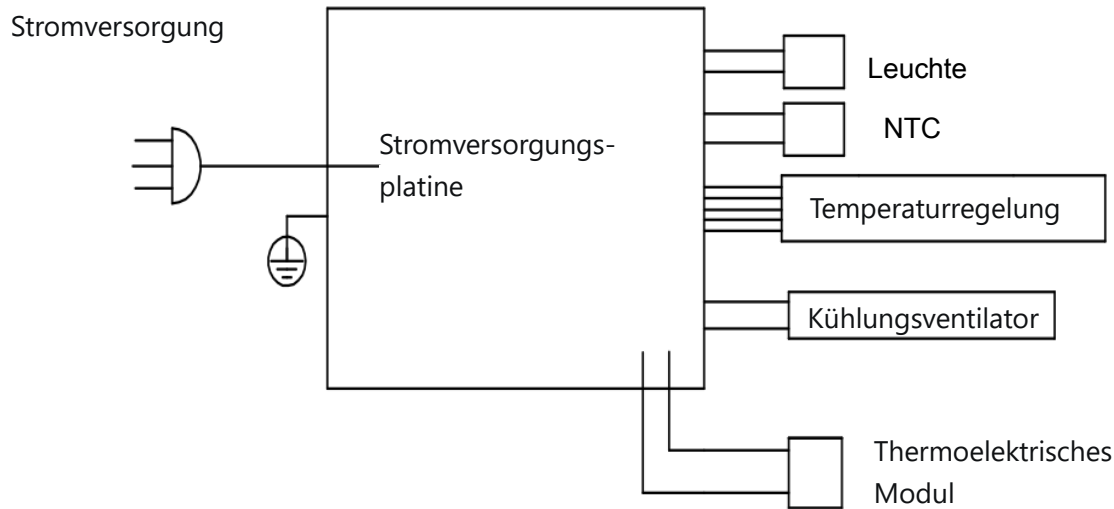 Stromversorgung
Leuchte
NTC
Stromversorgungs-
platine
Temperaturregelung
Kühlungsventilator
Thermoelektrisches
Modul